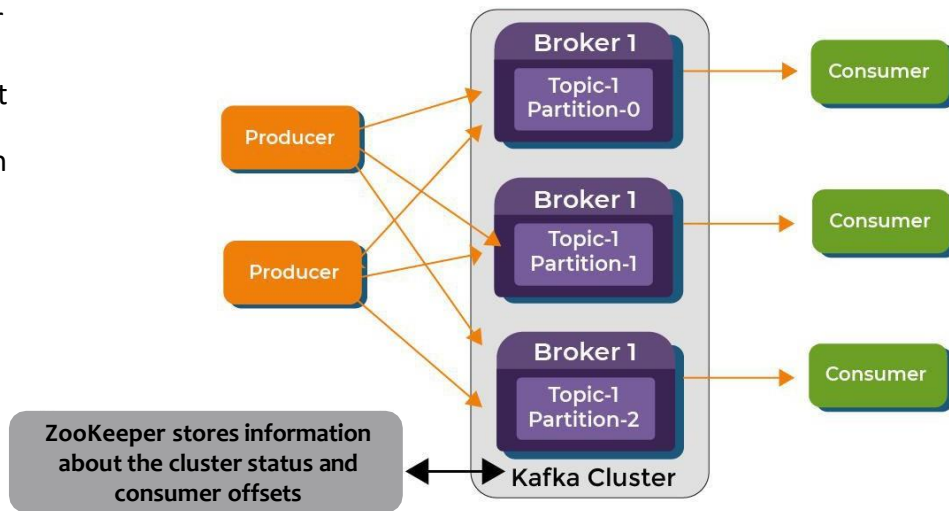 Broker 1
Topic-1
Partition-0
Consumer
Producer
Broker 1
Topic-1
Partition-1
Consumer
Producer
Broker 1
Topic-1
Partition-2
Consumer
ZooKeeper stores information
about the cluster status and
consumer offsets
Kafka Cluster